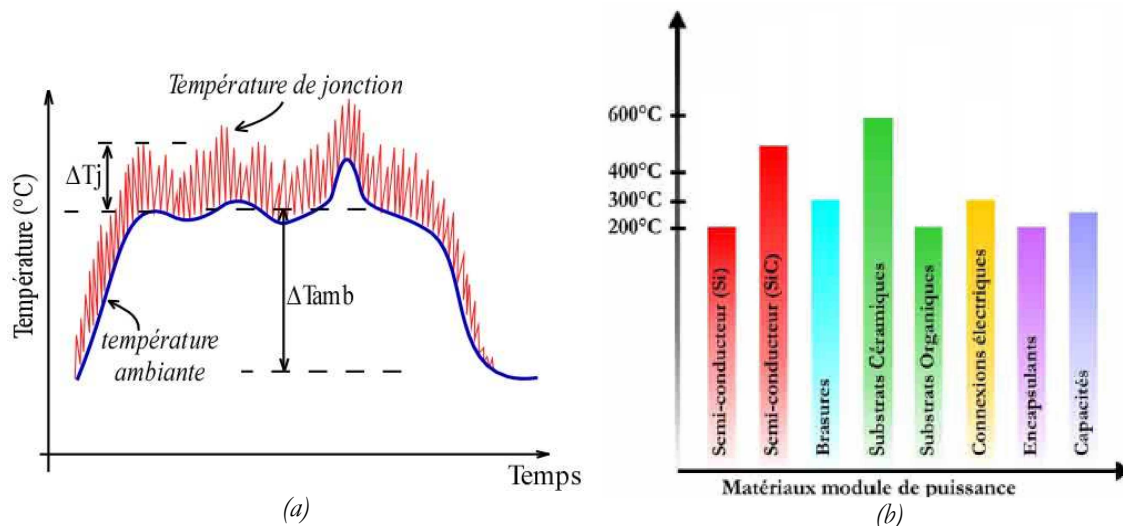 Température de jonction
ΔTj
ΔTamb
température
ambiante
Température (°C)
Temps
(a)
600°C
400°C
300°C
200°C
Semi-conducteur (Si)
Semi-conducteur (SiC)
Brasures
Substrats Céramiques
Substrats Organiques
Connexions électriques
Encapsulants
Capacités
Matériaux module de puissance
(b)